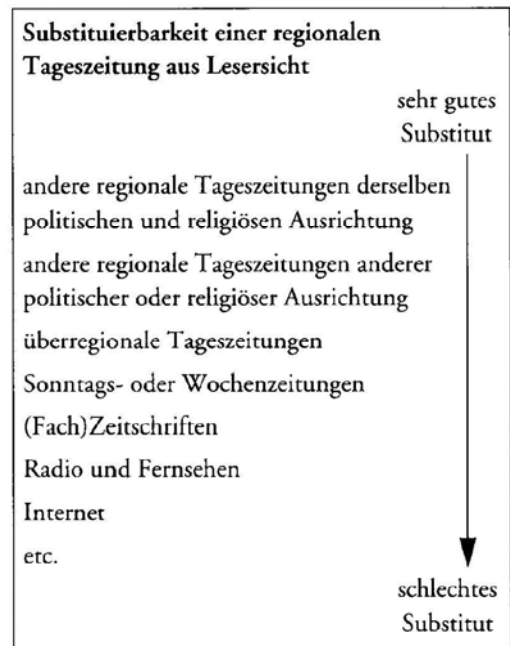 Substituierbarkeit einer regionalen
Tageszeitung aus Lesersicht
sehr gutes
Substitut
andere regionale Tageszeitungen derselben
politischen und religiösen Ausrichtung
andere regionale Tageszeitungen anderer
politischer oder religiöser Ausrichtung
überregionale Tageszeitungen
Sonntags- oder Wochenzeitungen
(Fach)Zeitschriften
Radio und Fernsehen
Internet
etc.
schlechtes
Substitut